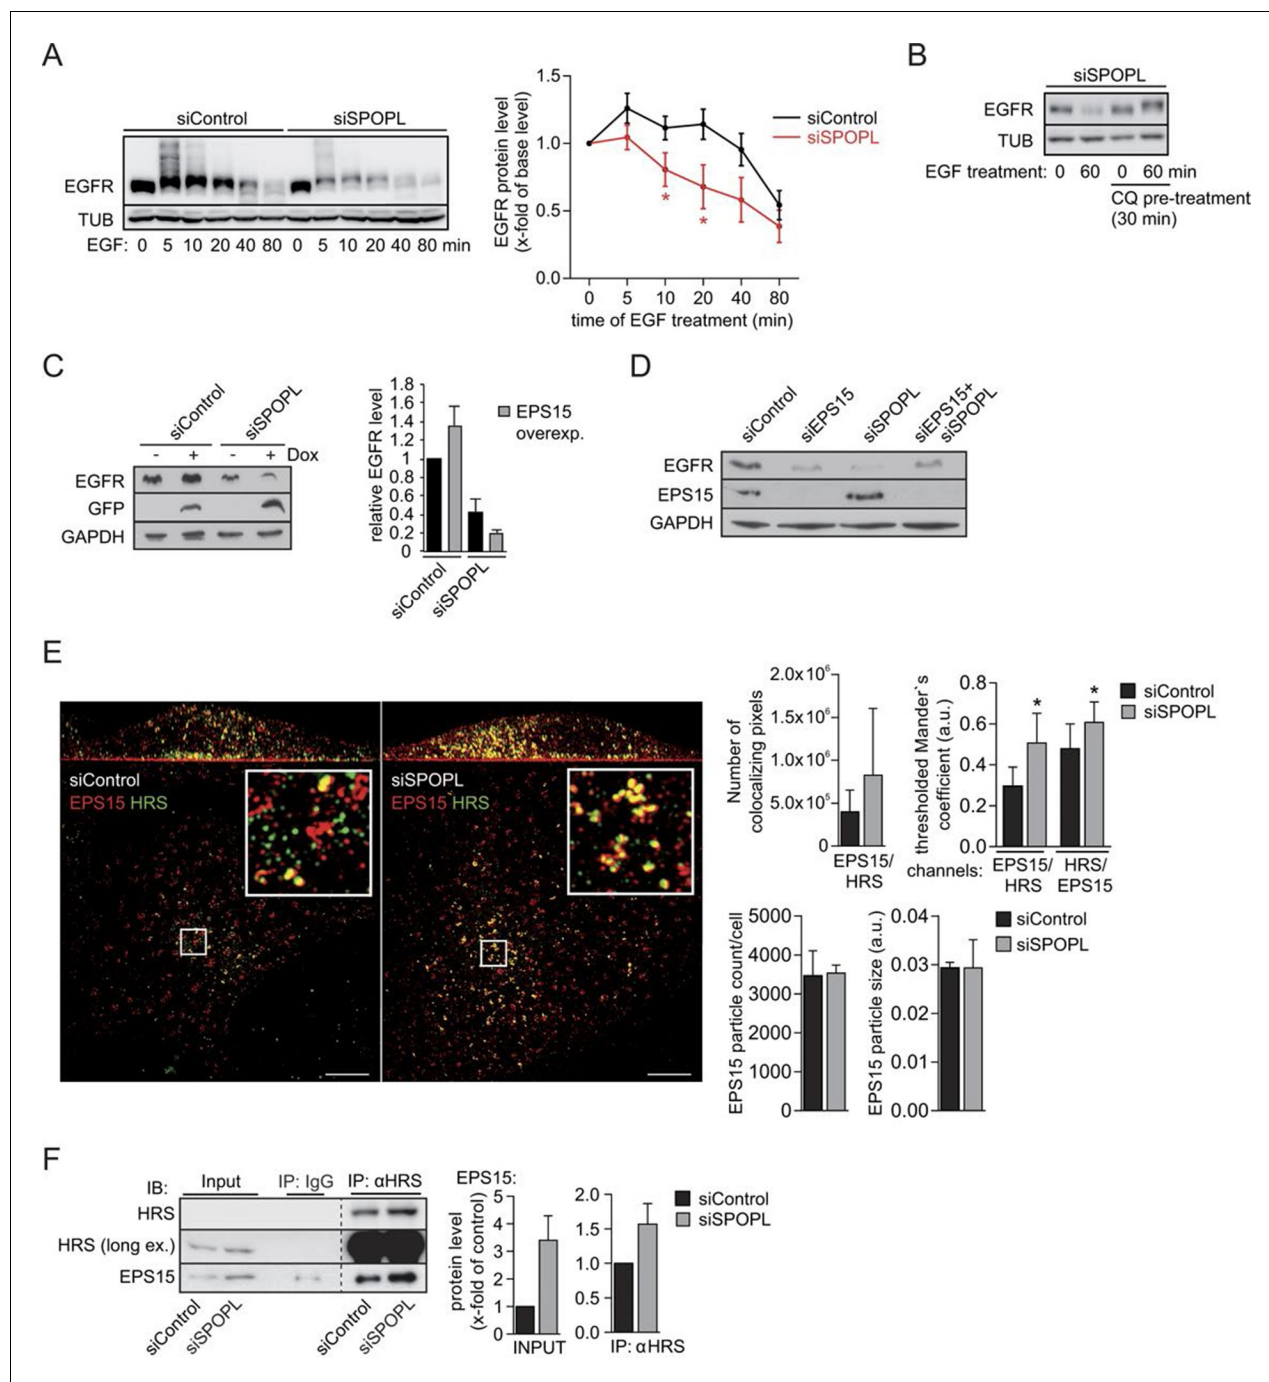 A
siControl
siSPOPL
EGFR
TUB
EGF: 0 5 10 20 40 80 0 5 10 20 40 80 min
EGFR protein level
(x-fold of base level)
1.5
1.0
0.5
0.0
0 5 10 20 40 80
time of EGF treatment (min)
siControl
siSPOPL
*
*
B
siSPOPL
EGFR
TUB
EGF treatment: 0 60 0 60 min
CQ pre-treatment
(30 min)
C
siControl
siSPOPL
- + - + Dox
EGFR
GFP
GAPDH
relative EGFR level
1.8
1.6
1.4
1.2
1
0.8
0.6
0.4
0.2
0
EPS15
overexp.
siControl
siSPOPL
D
siControl
siEPS15
siSPOPL
siEPS15+
siSPOPL
EGFR
EPS15
GAPDH
E
siControl
EPS15 HRS
siSPOPL
EPS15 HRS
Number of
colocalizing pixels
2.0x10⁶
1.5x10⁶
1.0x10⁶
5.0x10⁵
0
EPS15/
HRS
thresholded Mander`s
coefficient (a.u.)
0.8
0.6
0.4
0.2
0.0
* *
siControl
siSPOPL
channels: EPS15/
HRS
HRS/
EPS15
EPS15 particle count/cell
5000
4000
3000
2000
1000
0
EPS15 particle size (a.u.)
0.04
0.03
0.02
0.01
0.00
siControl
siSPOPL
F
IB: Input IP: IgG IP: αHRS
HRS
HRS (long ex.)
EPS15
siControl
siSPOPL
siControl
siSPOPL
EPS15:
protein level
(x-fold of control)
5
4
3
2
1
0
INPUT
2.0
1.5
1.0
0.5
0.0
IP: αHRS
siControl
siSPOPL